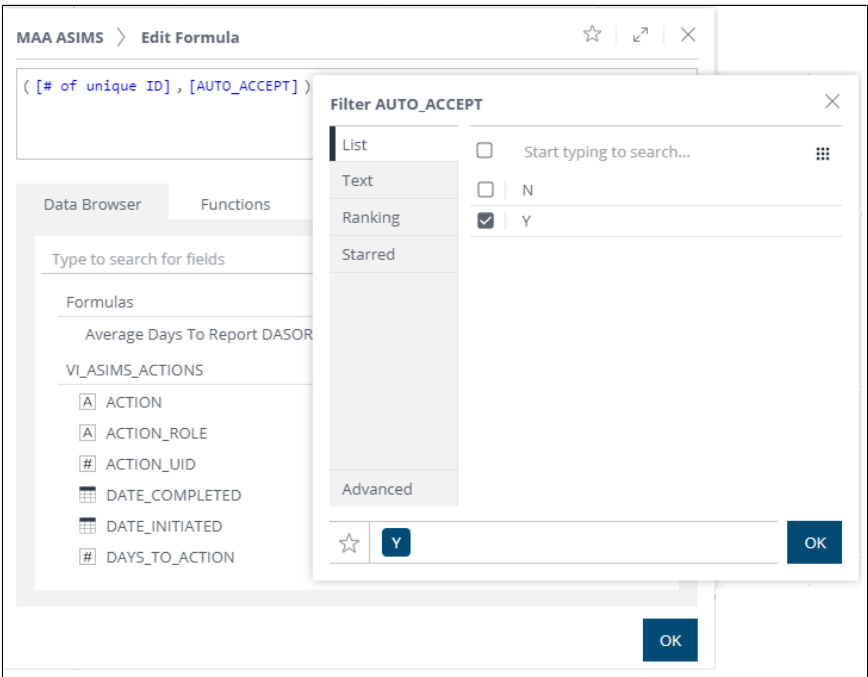 MAA ASIMS > Edit Formula
( [# of unique ID] , [AUTO_ACCEPT] )
Data Browser
Functions
Type to search for fields
Formulas
Average Days To Report DASOR
VI_ASIMS_ACTIONS
A ACTION
A ACTION_ROLE
# ACTION_UID
DATE_COMPLETED
DATE_INITIATED
# DAYS_TO_ACTION
OK
Filter AUTO_ACCEPT
List
Text
Ranking
Starred
Advanced
Start typing to search...
N
Y
Y
OK